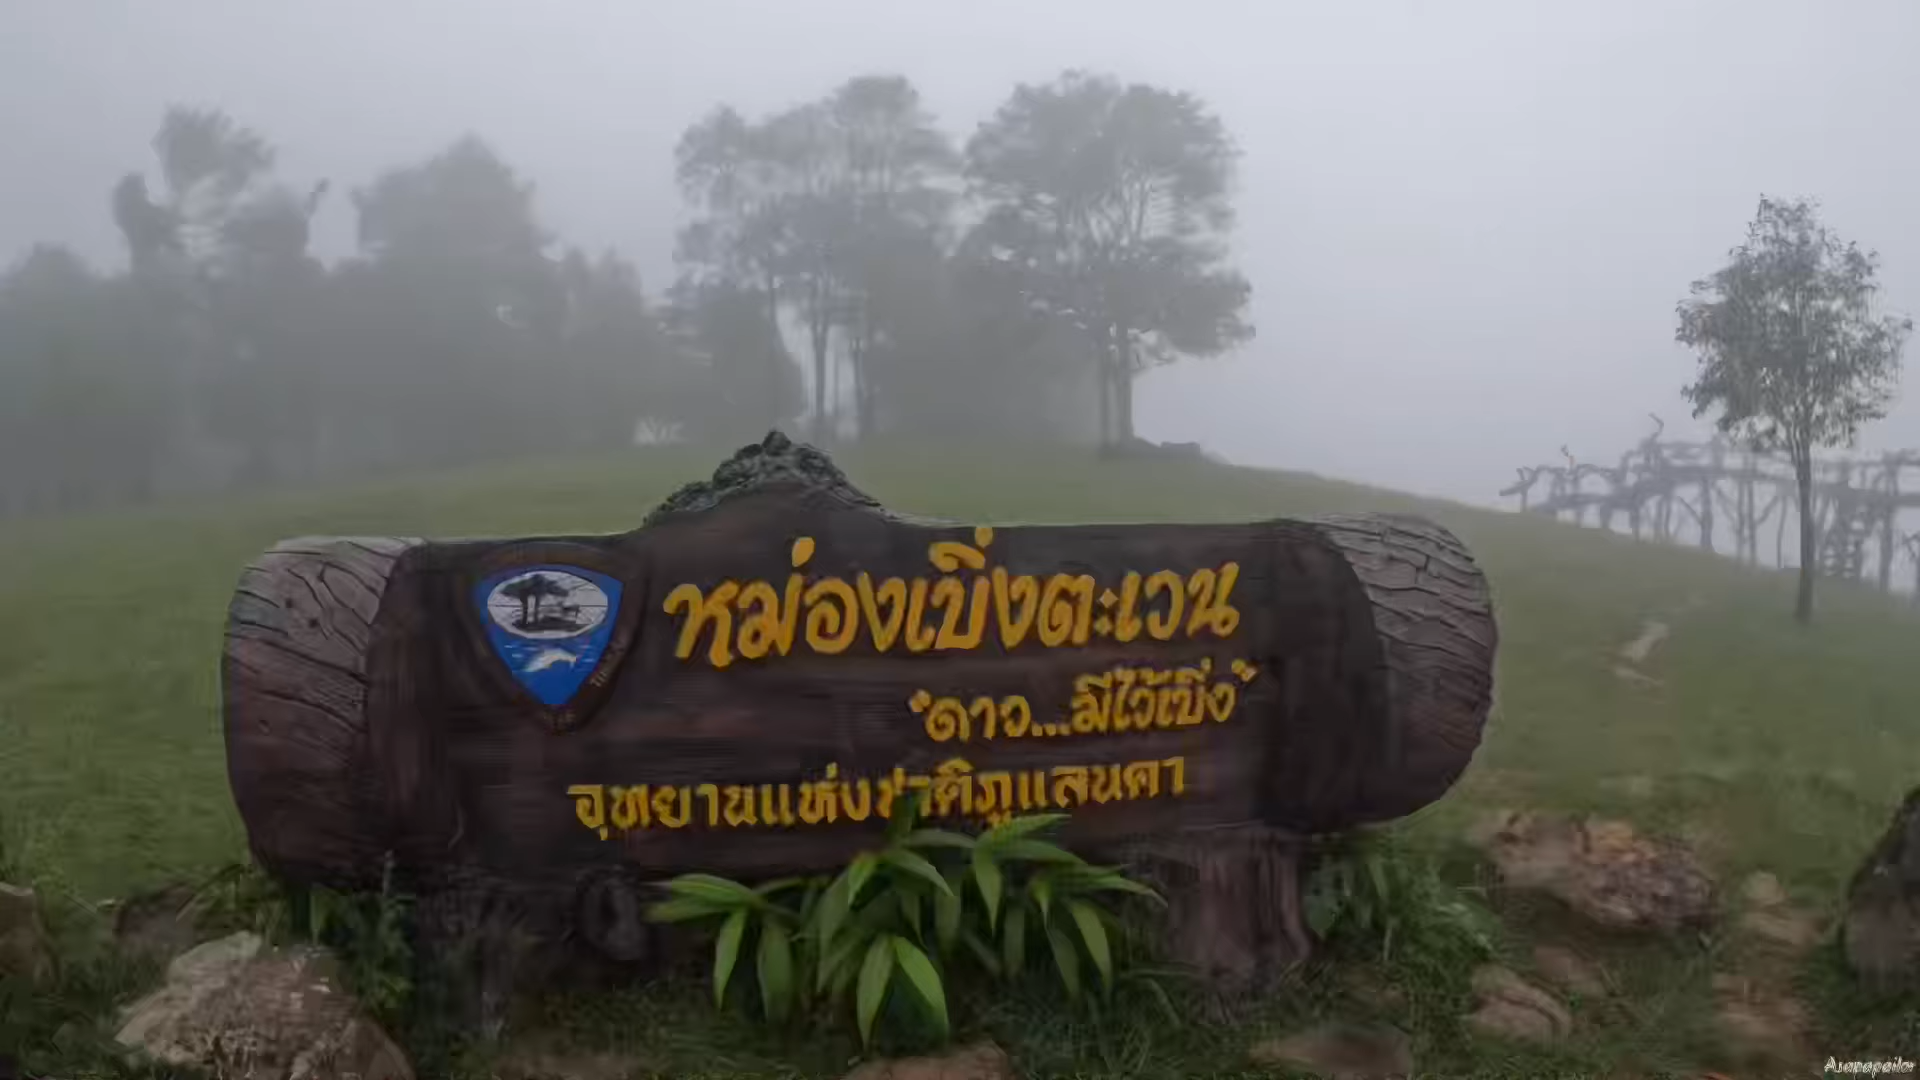 หม่องเบิ่งตะเวน
"ดาว...มีไว้เบิ่ง"
อุทยานแห่งชาติภูแลนคา